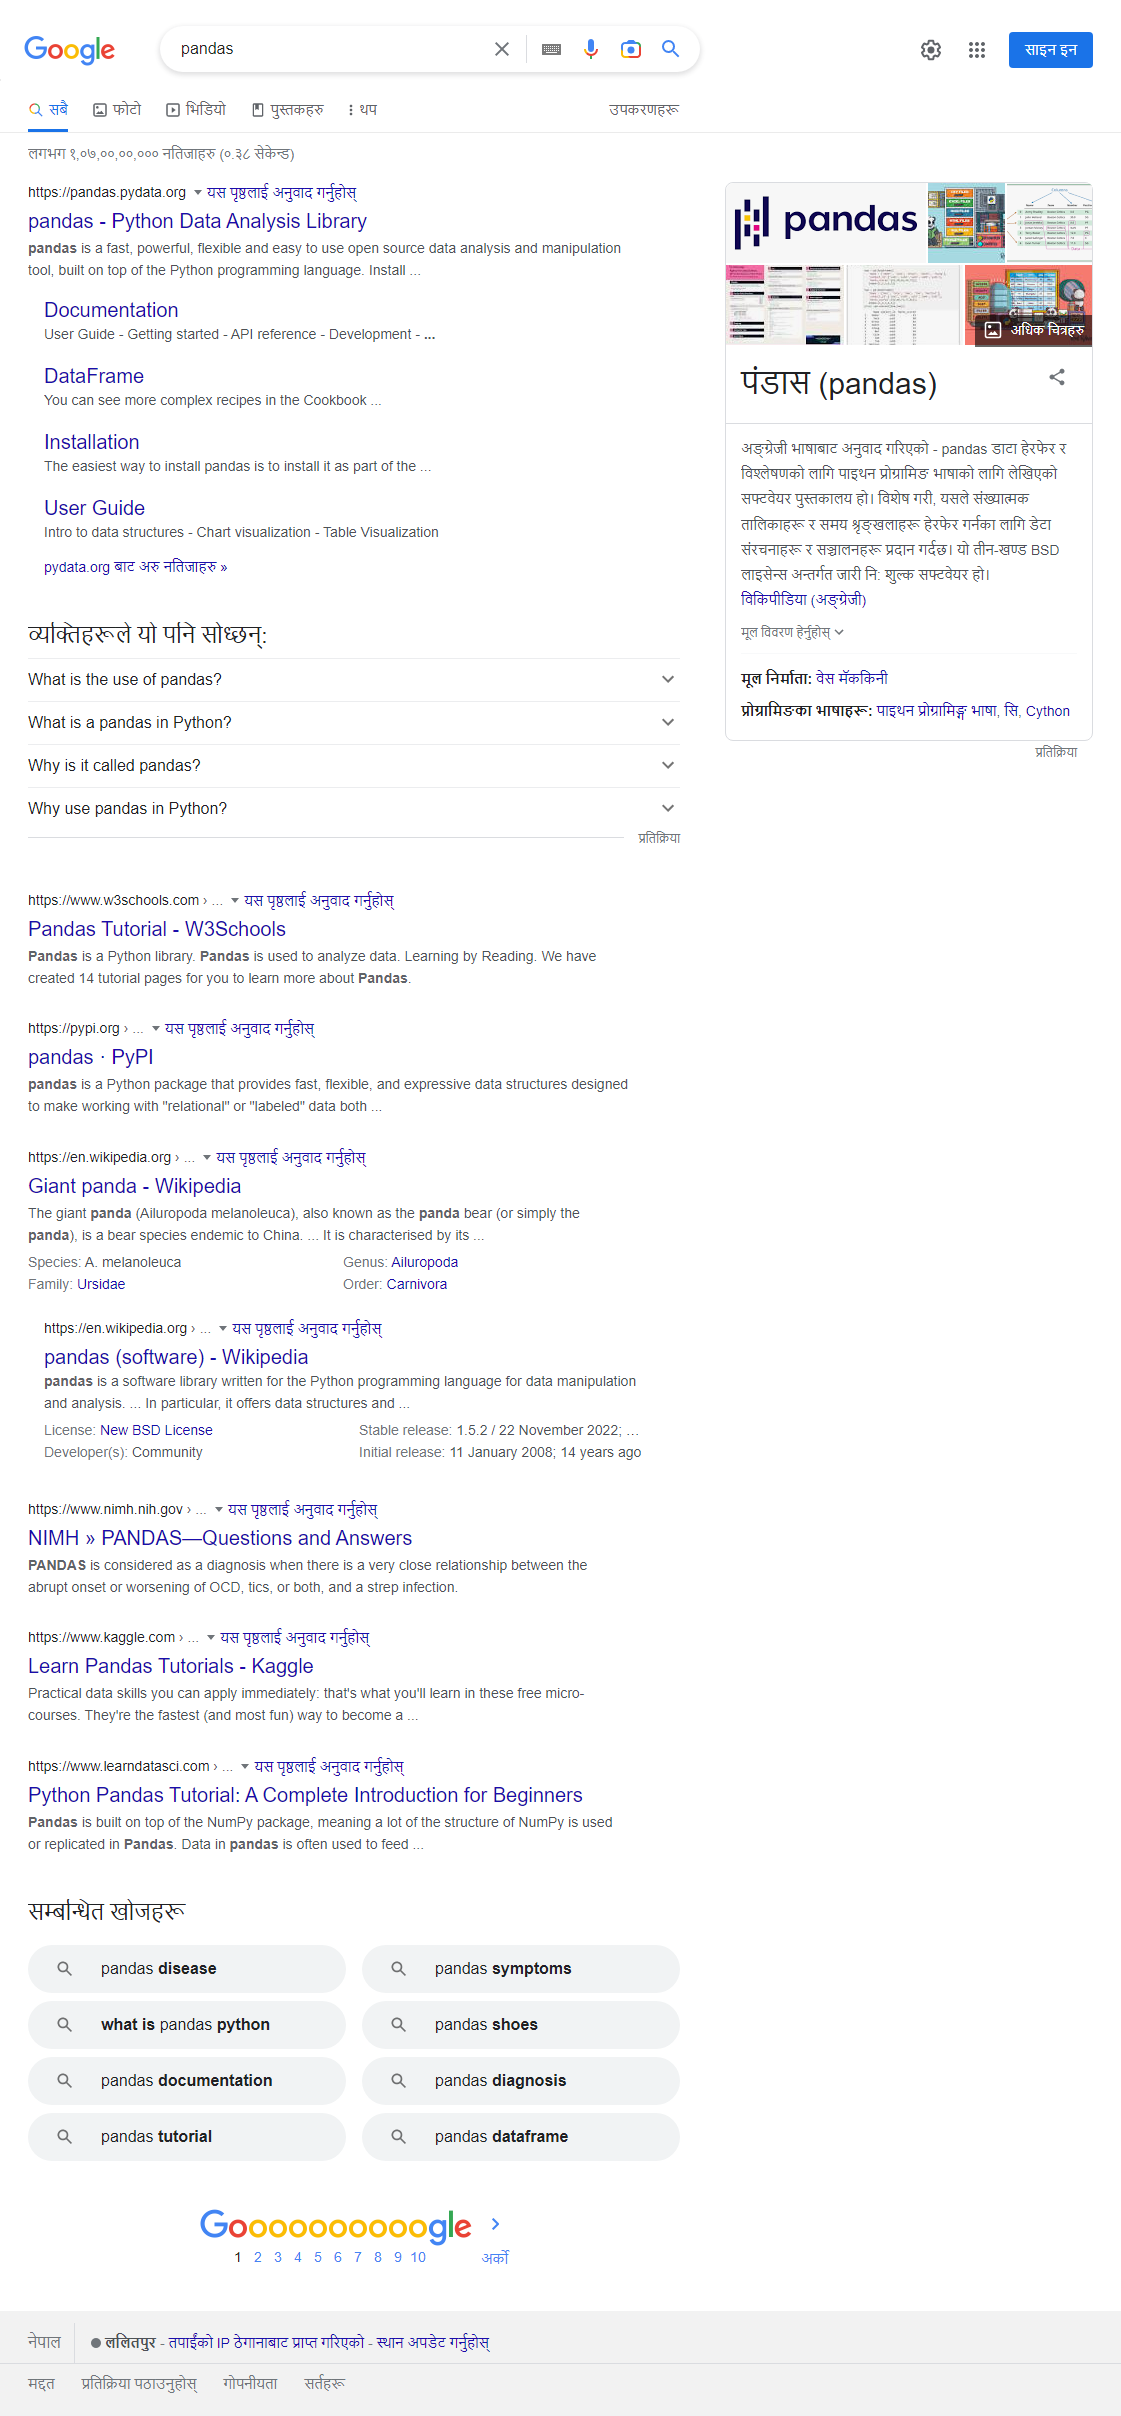 Google
pandas
साइन इन
सबै
फोटो
भिडियो
पुस्तकहरु
थप
उपकरणहरू
लगभग १,०७,००,००,००० नतिजाहरु (०.३८ सेकेन्ड)
https://pandas.pydata.org यस पृष्ठलाई अनुवाद गर्नुहोस्
pandas - Python Data Analysis Library
pandas is a fast, powerful, flexible and easy to use open source data analysis and manipulation
tool, built on top of the Python programming language. Install ...
Documentation
User Guide - Getting started - API reference - Development - ...
DataFrame
You can see more complex recipes in the Cookbook ...
Installation
The easiest way to install pandas is to install it as part of the ...
User Guide
Intro to data structures - Chart visualization - Table Visualization
pydata.org बाट अरु नतिजाहरु »
व्यक्तिहरूले यो पनि सोध्छन्:
What is the use of pandas?
What is a pandas in Python?
Why is it called pandas?
Why use pandas in Python?
प्रतिक्रिया
https://www.w3schools.com › ... यस पृष्ठलाई अनुवाद गर्नुहोस्
Pandas Tutorial - W3Schools
Pandas is a Python library. Pandas is used to analyze data. Learning by Reading. We have
created 14 tutorial pages for you to learn more about Pandas.
https://pypi.org › ... यस पृष्ठलाई अनुवाद गर्नुहोस्
pandas · PyPI
pandas is a Python package that provides fast, flexible, and expressive data structures designed
to make working with "relational" or "labeled" data both ...
https://en.wikipedia.org › ... यस पृष्ठलाई अनुवाद गर्नुहोस्
Giant panda - Wikipedia
The giant panda (Ailuropoda melanoleuca), also known as the panda bear (or simply the
panda), is a bear species endemic to China. ... It is characterised by its ...
Species: A. melanoleuca Genus: Ailuropoda
Family: Ursidae Order: Carnivora
https://en.wikipedia.org › ... यस पृष्ठलाई अनुवाद गर्नुहोस्
pandas (software) - Wikipedia
pandas is a software library written for the Python programming language for data manipulation
and analysis. ... In particular, it offers data structures and ...
License: New BSD License Stable release: 1.5.2 / 22 November 2022; ...
Developer(s): Community Initial release: 11 January 2008; 14 years ago
https://www.nimh.nih.gov › ... यस पृष्ठलाई अनुवाद गर्नुहोस्
NIMH » PANDAS—Questions and Answers
PANDAS is considered as a diagnosis when there is a very close relationship between the
abrupt onset or worsening of OCD, tics, or both, and a strep infection.
https://www.kaggle.com › ... यस पृष्ठलाई अनुवाद गर्नुहोस्
Learn Pandas Tutorials - Kaggle
Practical data skills you can apply immediately: that's what you'll learn in these free micro-
courses. They're the fastest (and most fun) way to become a ...
https://www.learndatasci.com › ... यस पृष्ठलाई अनुवाद गर्नुहोस्
Python Pandas Tutorial: A Complete Introduction for Beginners
Pandas is built on top of the NumPy package, meaning a lot of the structure of NumPy is used
or replicated in Pandas. Data in pandas is often used to feed ...
सम्बन्धित खोजहरू
pandas disease
pandas symptoms
what is pandas python
pandas shoes
pandas documentation
pandas diagnosis
pandas tutorial
pandas dataframe
Goooooooooogle
1 2 3 4 5 6 7 8 9 10 अर्को
pandas
अधिक चित्रहरु
पंडास (pandas)
अङ्ग्रेजी भाषाबाट अनुवाद गरिएको - pandas डाटा हेरफेर र
विश्लेषणको लागि पाइथन प्रोग्रामिङ भाषाको लागि लेखिएको
सफ्टवेयर पुस्तकालय हो। विशेष गरी, यसले संख्यात्मक
तालिकाहरू र समय श्रृङ्खलाहरू हेरफेर गर्नका लागि डेटा
संरचनाहरू र सञ्चालनहरू प्रदान गर्दछ। यो तीन-खण्ड BSD
लाइसेन्स अन्तर्गत जारी नि: शुल्क सफ्टवेयर हो।
विकिपीडिया (अङ्ग्रेजी)
मूल विवरण हेर्नुहोस्
मूल निर्माता: वेस मॅककिनी
प्रोग्रामिङका भाषाहरू: पाइथन प्रोग्रामिङ्ग भाषा, सि, Cython
प्रतिक्रिया
नेपाल ललितपुर - तपाईंको IP ठेगानाबाट प्राप्त गरिएको - स्थान अपडेट गर्नुहोस्
मद्दत प्रतिक्रिया पठाउनुहोस् गोपनीयता सर्तहरू